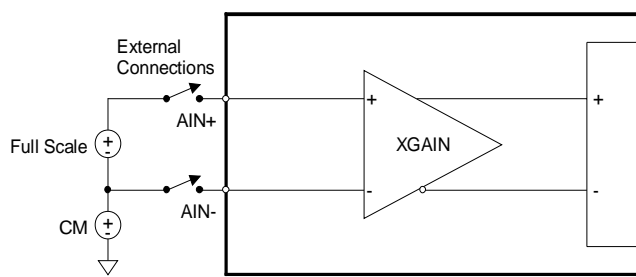 External
Connections
+
+
AIN+
Full Scale
+
-
XGAIN
-
-
AIN-
CM
+
-